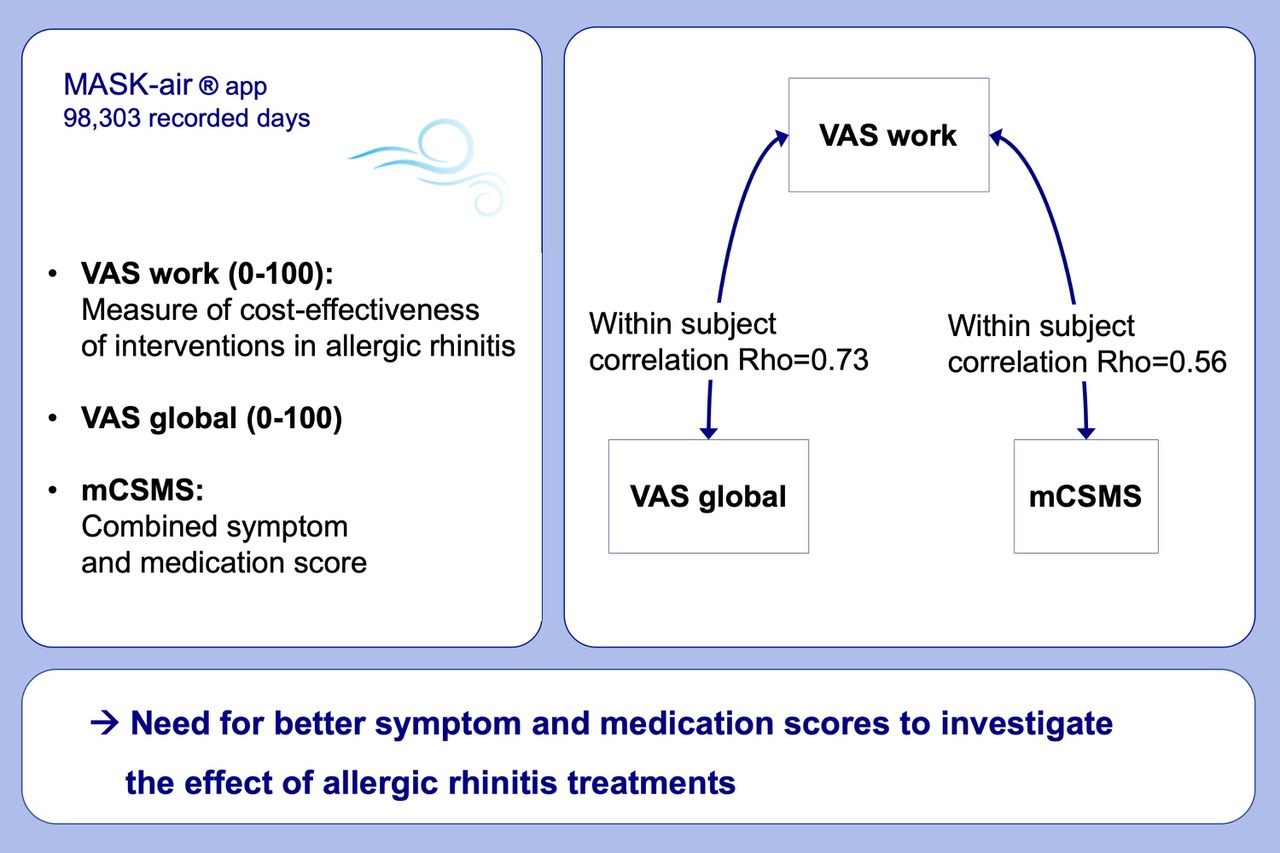 MASK-air ® app
98,303 recorded days
• VAS work (0-100):
Measure of cost-effectiveness
of interventions in allergic rhinitis
• VAS global (0-100)
• mCSMS:
Combined symptom
and medication score
VAS work
Within subject
correlation Rho=0.73
Within subject
correlation Rho=0.56
VAS global
mCSMS
→ Need for better symptom and medication scores to investigate
the effect of allergic rhinitis treatments